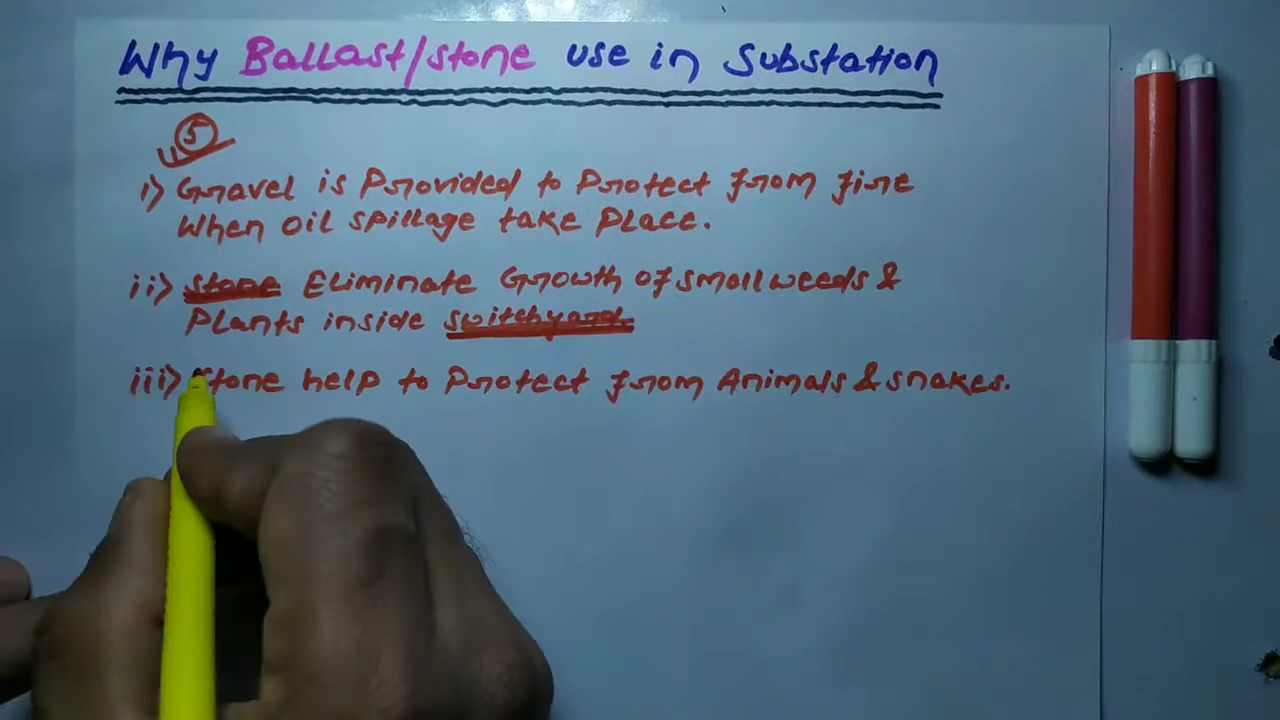 Why Ballast/stone use in Substation
5
i) Gravel is Provided to Protect from fire
When oil spillage take Place.
ii) stone Eliminate Growth of small weeds &
Plants inside switchyard.
iii) Stone help to Protect from Animals & snakes.